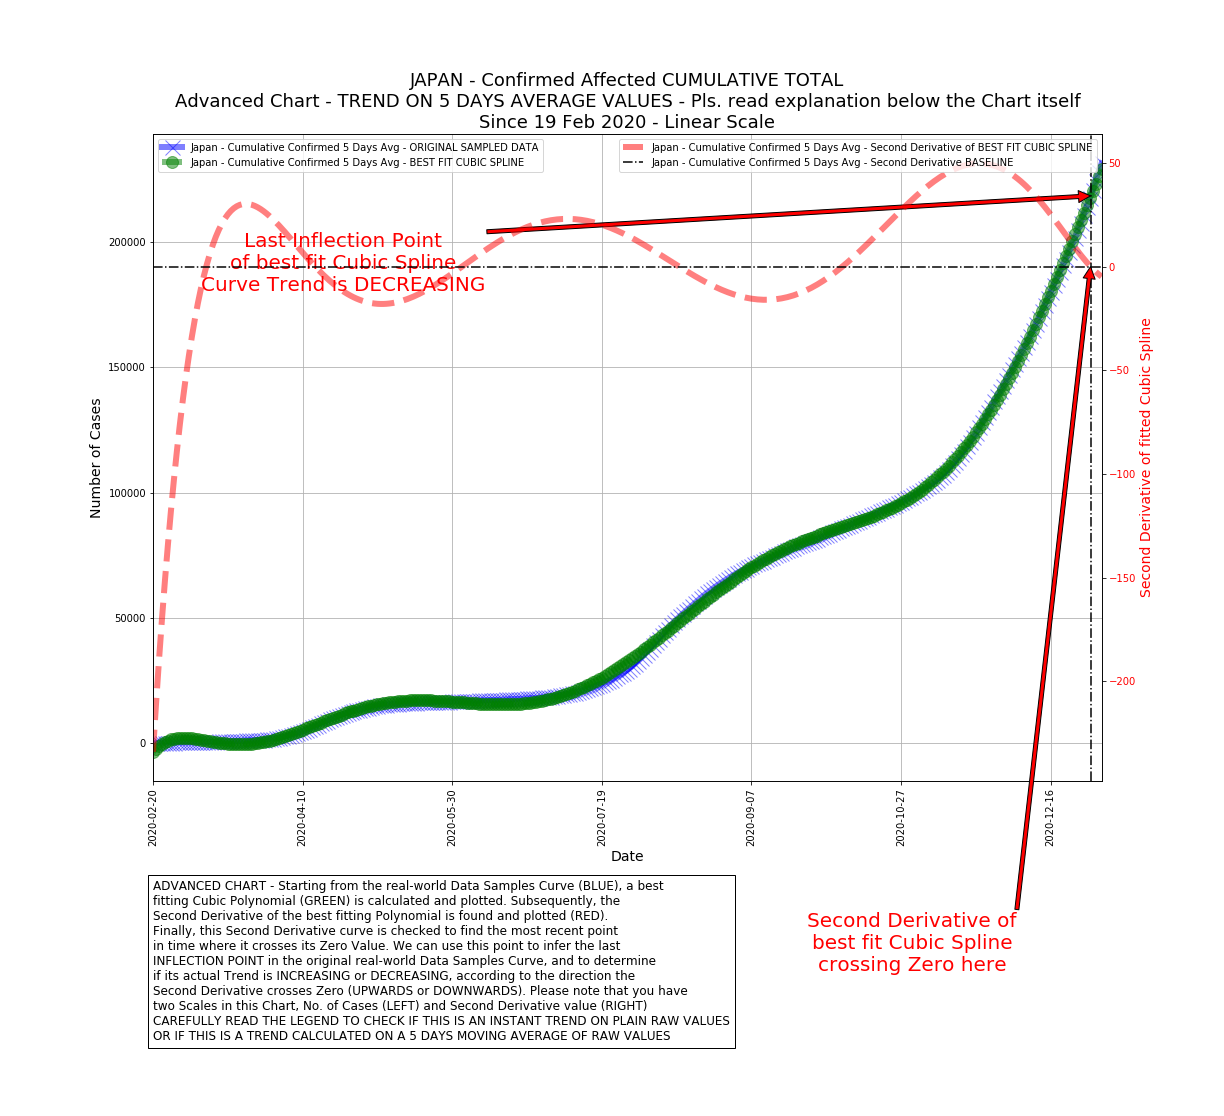 JAPAN - Confirmed Affected CUMULATIVE TOTAL
Advanced Chart - TREND ON 5 DAYS AVERAGE VALUES - Pls. read explanation below the Chart itself
Since 19 Feb 2020 - Linear Scale
Japan - Cumulative Confirmed 5 Days Avg - ORIGINAL SAMPLED DATA
Japan - Cumulative Confirmed 5 Days Avg - BEST FIT CUBIC SPLINE
Japan - Cumulative Confirmed 5 Days Avg - Second Derivative of BEST FIT CUBIC SPLINE
Japan - Cumulative Confirmed 5 Days Avg - Second Derivative BASELINE
Last Inflection Point
of best fit Cubic Spline
Curve Trend is DECREASING
Number of Cases
200000
150000
100000
50000
0
50
0
−50
−100
−150
−200
Second Derivative of fitted Cubic Spline
2020-02-20
2020-04-10
2020-05-30
2020-07-19
2020-09-07
2020-10-27
2020-12-16
Date
ADVANCED CHART - Starting from the real-world Data Samples Curve (BLUE), a best
fitting Cubic Polynomial (GREEN) is calculated and plotted. Subsequently, the
Second Derivative of the best fitting Polynomial is found and plotted (RED).
Finally, this Second Derivative curve is checked to find the most recent point
in time where it crosses its Zero Value. We can use this point to infer the last
INFLECTION POINT in the original real-world Data Samples Curve, and to determine
if its actual Trend is INCREASING or DECREASING, according to the direction the
Second Derivative crosses Zero (UPWARDS or DOWNWARDS). Please note that you have
two Scales in this Chart, No. of Cases (LEFT) and Second Derivative value (RIGHT)
CAREFULLY READ THE LEGEND TO CHECK IF THIS IS AN INSTANT TREND ON PLAIN RAW VALUES
OR IF THIS IS A TREND CALCULATED ON A 5 DAYS MOVING AVERAGE OF RAW VALUES
Second Derivative of
best fit Cubic Spline
crossing Zero here